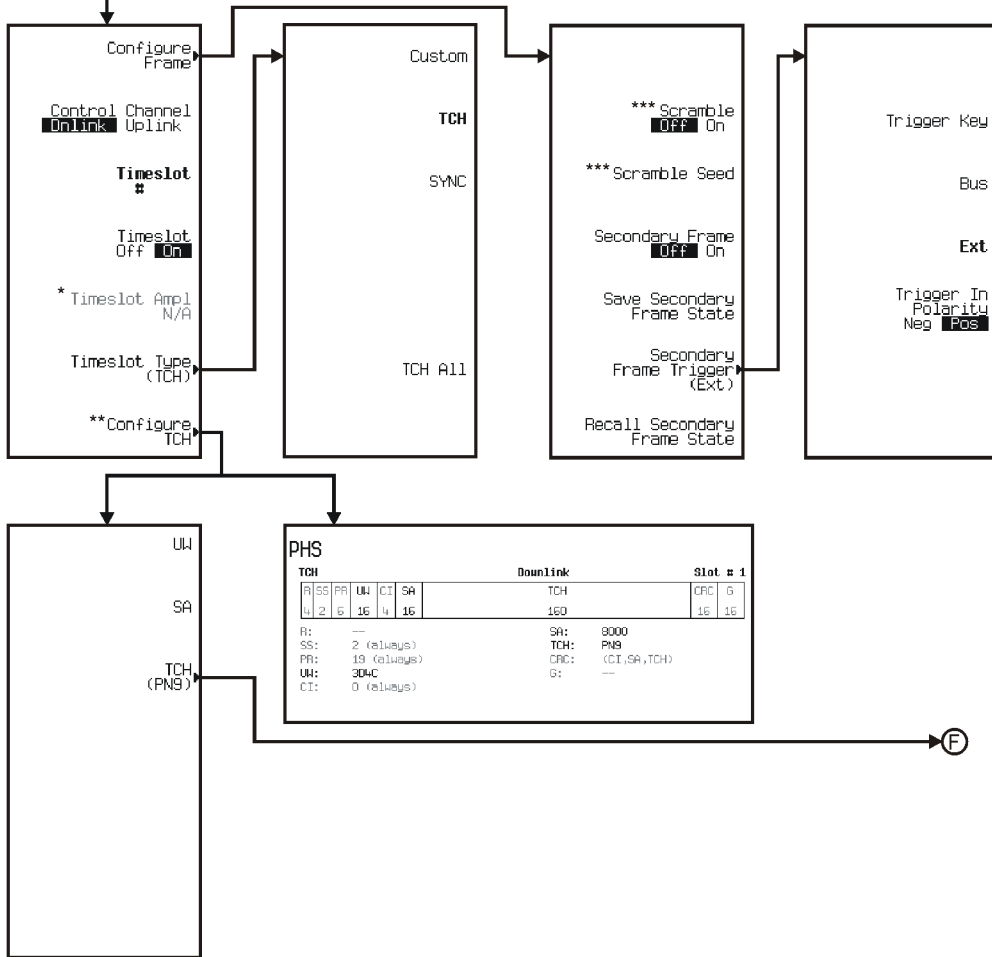 Configure
Frame
Control Channel
Dnlink Uplink
Timeslot
#
Timeslot
Off On
* Timeslot Ampl
N/A
Timeslot Type
(TCH)
**Configure
TCH
Custom
TCH
SYNC
TCH All
***Scramble
Off On
***Scramble Seed
Secondary Frame
Off On
Save Secondary
Frame State
Secondary
Frame Trigger
(Ext)
Recall Secondary
Frame State
Trigger Key
Bus
Ext
Trigger In
Polarity
Neg Pos
UW
SA
TCH
(PN9)
PHS
TCH Downlink Slot # 1
R SS PR UW CI SA TCH CRC G
4 2 6 16 4 16 160 16 16
R: -- SA: 8000
SS: 2 (always) TCH: PN9
PR: 19 (always) CRC: (CI,SA,TCH)
UW: 3D4C G: --
CI: 0 (always)
F